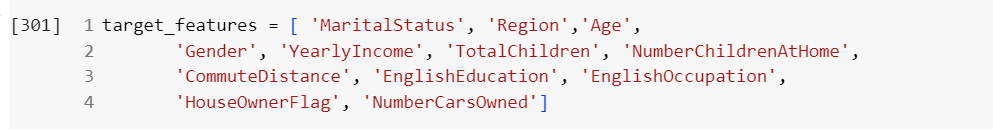 [301] 1 target_features = [ 'MaritalStatus', 'Region','Age',
2 'Gender', 'YearlyIncome', 'TotalChildren', 'NumberChildrenAtHome',
3 'CommuteDistance', 'EnglishEducation', 'EnglishOccupation',
4 'HouseOwnerFlag', 'NumberCarsOwned']